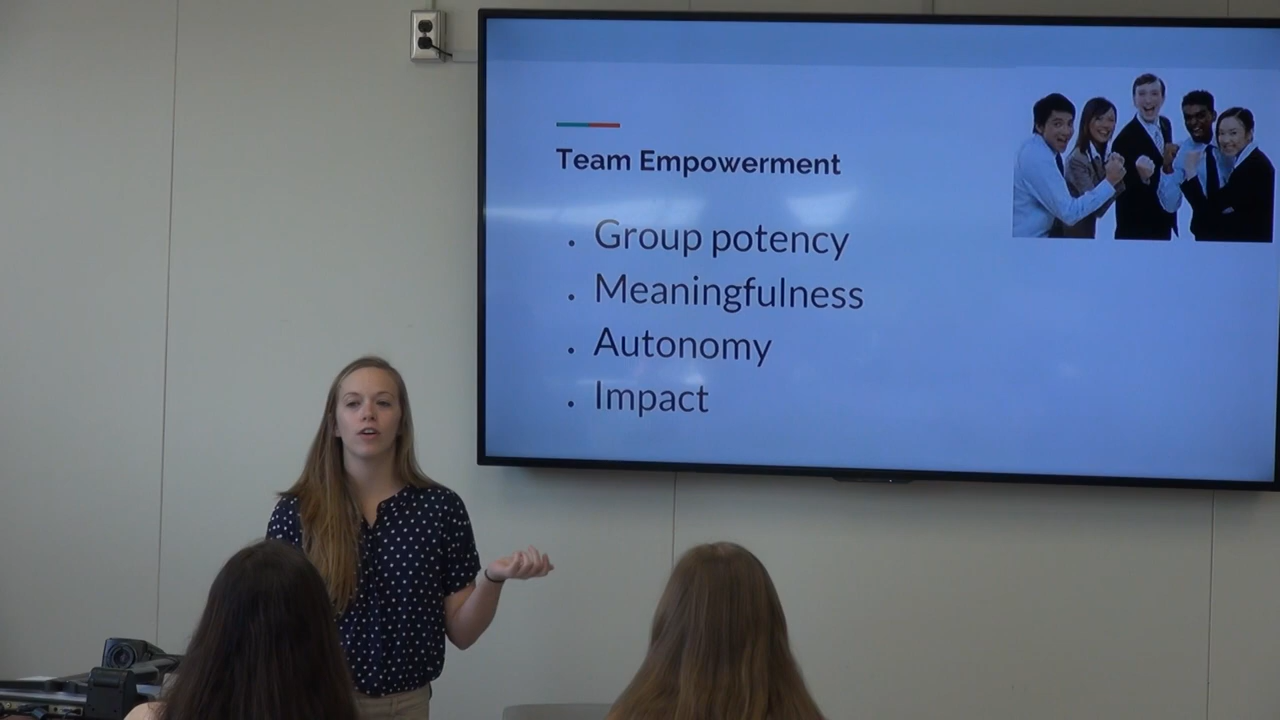 Team Empowerment
. Group potency
. Meaningfulness
. Autonomy
. Impact